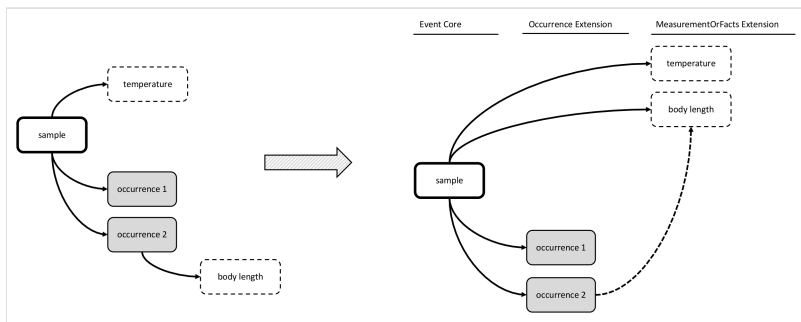 Event Core
Occurrence Extension
MeasurementOrFacts Extension
temperature
sample
occurrence 1
occurrence 2
body length
temperature
body length
sample
occurrence 1
occurrence 2